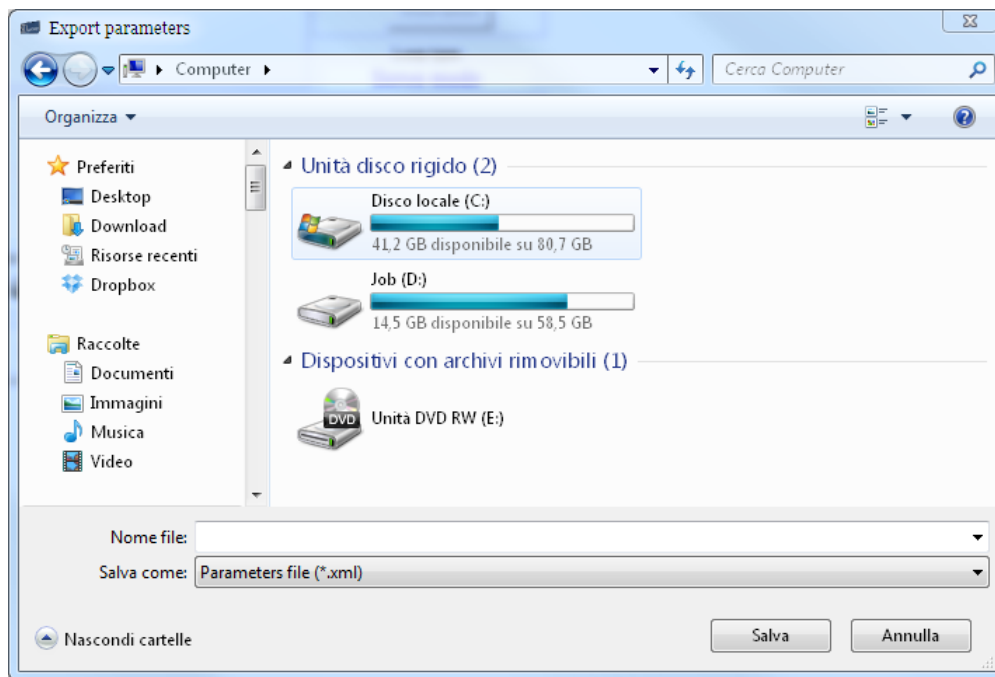 Export parameters
Computer
Cerca Computer
Organizza
Preferiti
Desktop
Download
Risorse recenti
Dropbox
Raccolte
Documenti
Immagini
Musica
Video
Unità disco rigido (2)
Disco locale (C:)
41,2 GB disponibile su 80,7 GB
Job (D:)
14,5 GB disponibile su 58,5 GB
Dispositivi con archivi rimovibili (1)
DVD
Unità DVD RW (E:)
Nome file:
Salva come: Parameters file (*.xml)
Nascondi cartelle
Salva
Annulla